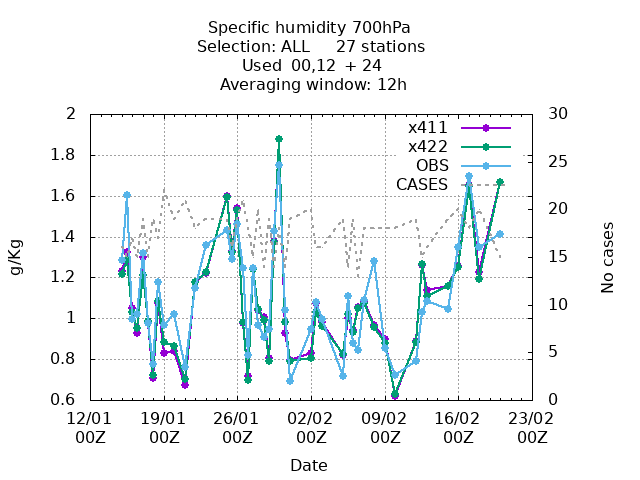 Specific humidity 700hPa
Selection: ALL 27 stations
Used 00,12 + 24
Averaging window: 12h
2
1.8
1.6
1.4
1.2
1
0.8
0.6
g/Kg
30
25
20
15
10
5
0
No cases
x411
x422
OBS
CASES
12/01 19/01 26/01 02/02 09/02 16/02 23/02
00Z 00Z 00Z 00Z 00Z 00Z 00Z
Date